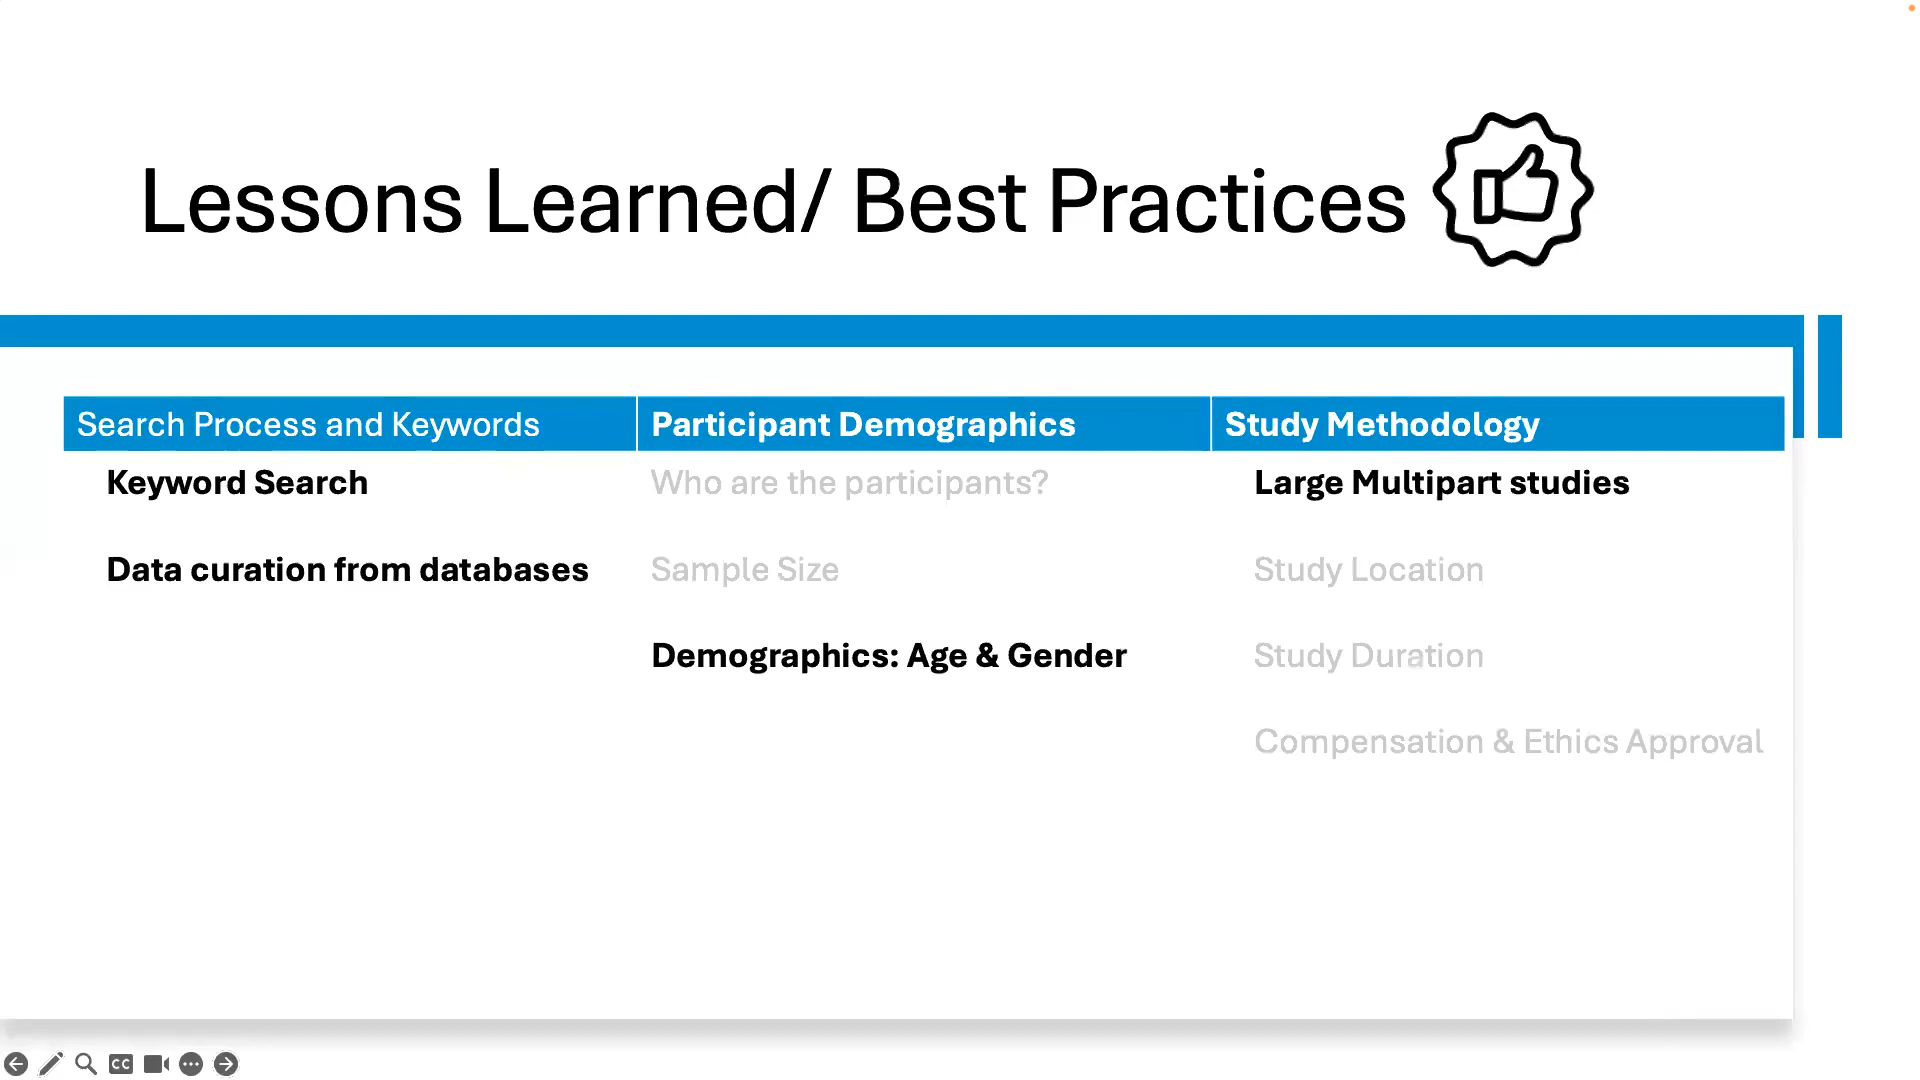 Lessons Learned/ Best Practices
Search Process and Keywords
Participant Demographics
Study Methodology
Keyword Search
Who are the participants?
Large Multipart studies
Data curation from databases
Sample Size
Study Location
Demographics: Age & Gender
Study Duration
Compensation & Ethics Approval
CC